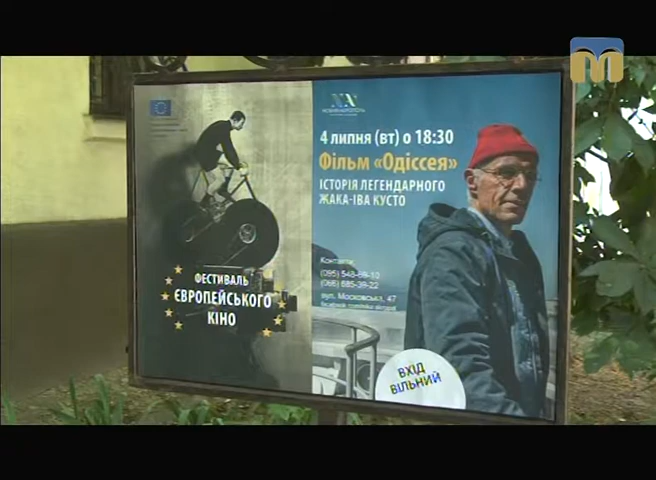 ФЕСТИВАЛЬ
ЄВРОПЕЙСЬКОГО
КІНО
4 липня (вт) о 18:30
Фільм «Одіссея»
ІСТОРІЯ ЛЕГЕНДАРНОГО
ЖАКА-ІВА КУСТО
Контакти:
вул. Московська, 47
ВХІД
ВІЛЬНИЙ